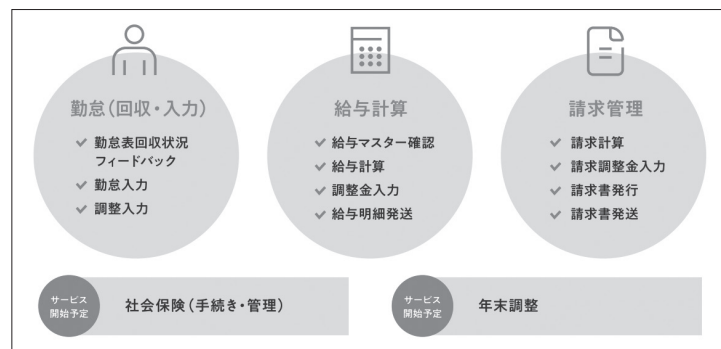 勤怠(回収・入力)
勤怠表回収状況
フィードバック
勤怠入力
調整入力
給与計算
給与マスター確認
給与計算
調整金入力
給与明細発送
請求管理
請求計算
請求調整金入力
請求書発行
請求書発送
サービス
開始予定
社会保険(手続き・管理)
サービス
開始予定
年末調整